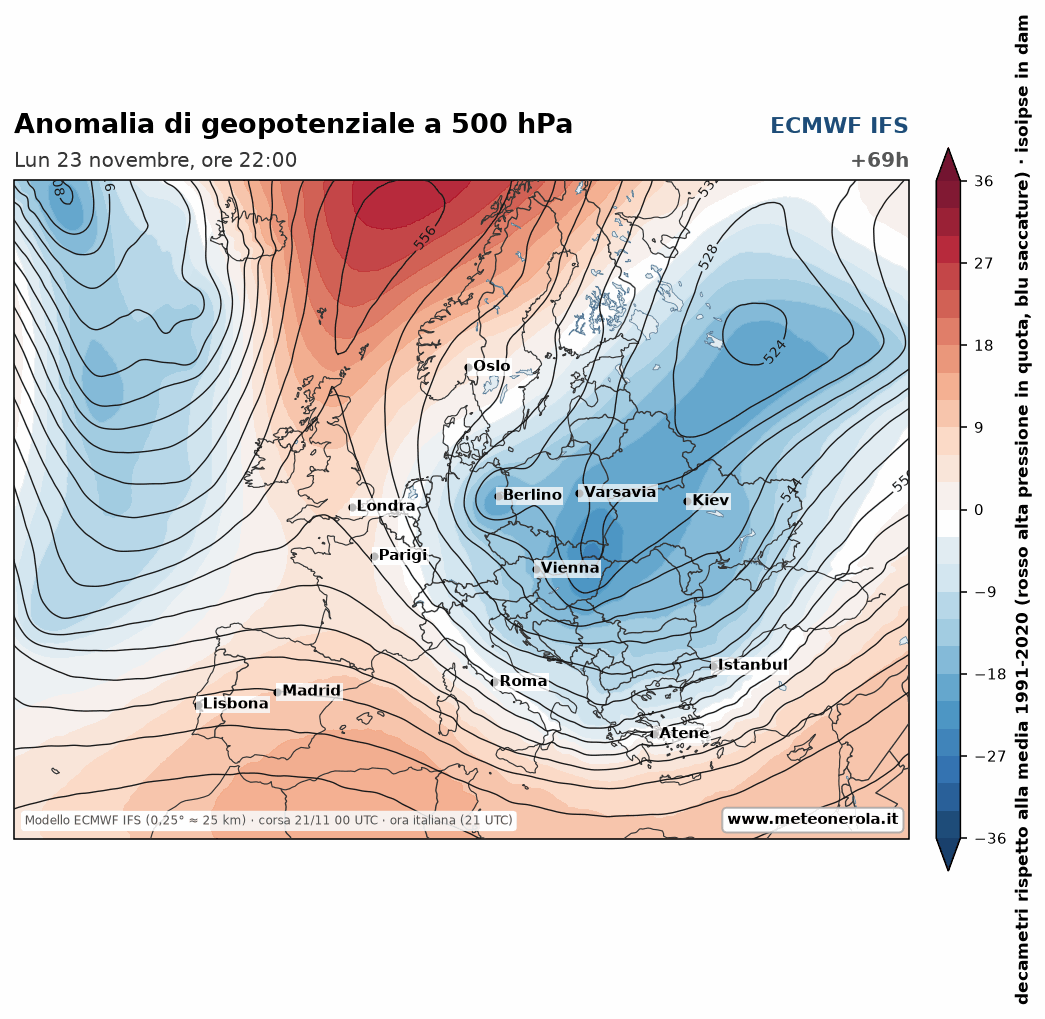 Anomalia di geopotenziale a 500 hPa
ECMWF IFS
Lun 23 novembre, ore 22:00
+69h
556
532
528
524
Oslo
Berlino
Varsavia
Kiev
Londra
Parigi
Vienna
Istanbul
Roma
Madrid
Lisbona
Atene
Modello ECMWF IFS (0,25° ≈ 25 km) · corsa 21/11 00 UTC · ora italiana (21 UTC)
www.meteonerola.it
36
27
18
9
0
−9
−18
−27
−36
decametri rispetto alla media 1991-2020 (rosso alta pressione in quota, blu saccature) · isoipse in dam